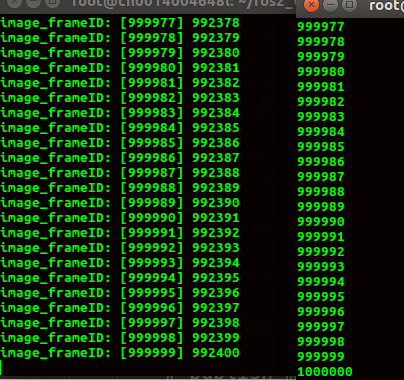 root@cn0014004648t: ~/ros2_
image_frameID: [999977] 992378
image_frameID: [999978] 992379
image_frameID: [999979] 992380
image_frameID: [999980] 992381
image_frameID: [999981] 992382
image_frameID: [999982] 992383
image_frameID: [999983] 992384
image_frameID: [999984] 992385
image_frameID: [999985] 992386
image_frameID: [999986] 992387
image_frameID: [999987] 992388
image_frameID: [999988] 992389
image_frameID: [999989] 992390
image_frameID: [999990] 992391
image_frameID: [999991] 992392
image_frameID: [999992] 992393
image_frameID: [999993] 992394
image_frameID: [999994] 992395
image_frameID: [999995] 992396
image_frameID: [999996] 992397
image_frameID: [999997] 992398
image_frameID: [999998] 992399
image_frameID: [999999] 992400
root@
999977
999978
999979
999980
999981
999982
999983
999984
999985
999986
999987
999988
999989
999990
999991
999992
999993
999994
999995
999996
999997
999998
999999
1000000